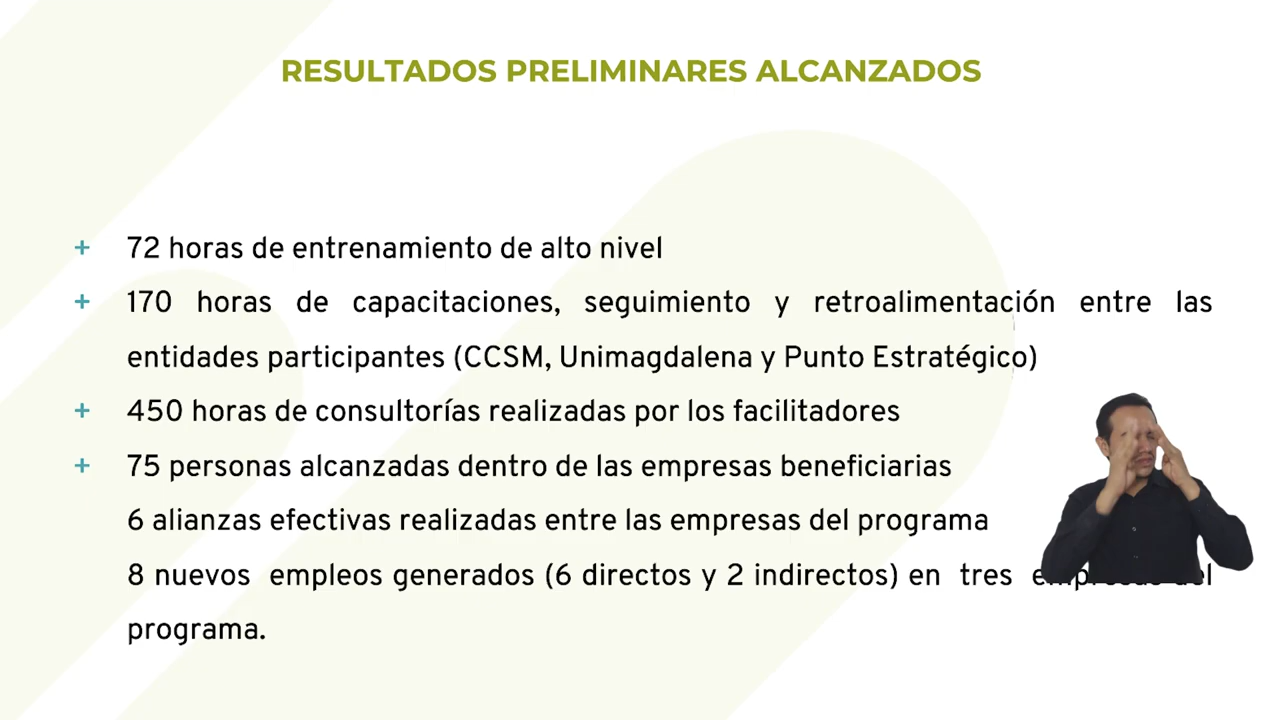 RESULTADOS PRELIMINARES ALCANZADOS
+ 72 horas de entrenamiento de alto nivel
+ 170 horas de capacitaciones, seguimiento y retroalimentación entre las
entidades participantes (CCSM, Unimagdalena y Punto Estratégico)
+ 450 horas de consultorías realizadas por los facilitadores
+ 75 personas alcanzadas dentro de las empresas beneficiarias
6 alianzas efectivas realizadas entre las empresas del programa
8 nuevos empleos generados (6 directos y 2 indirectos) en tres empresas del
programa.